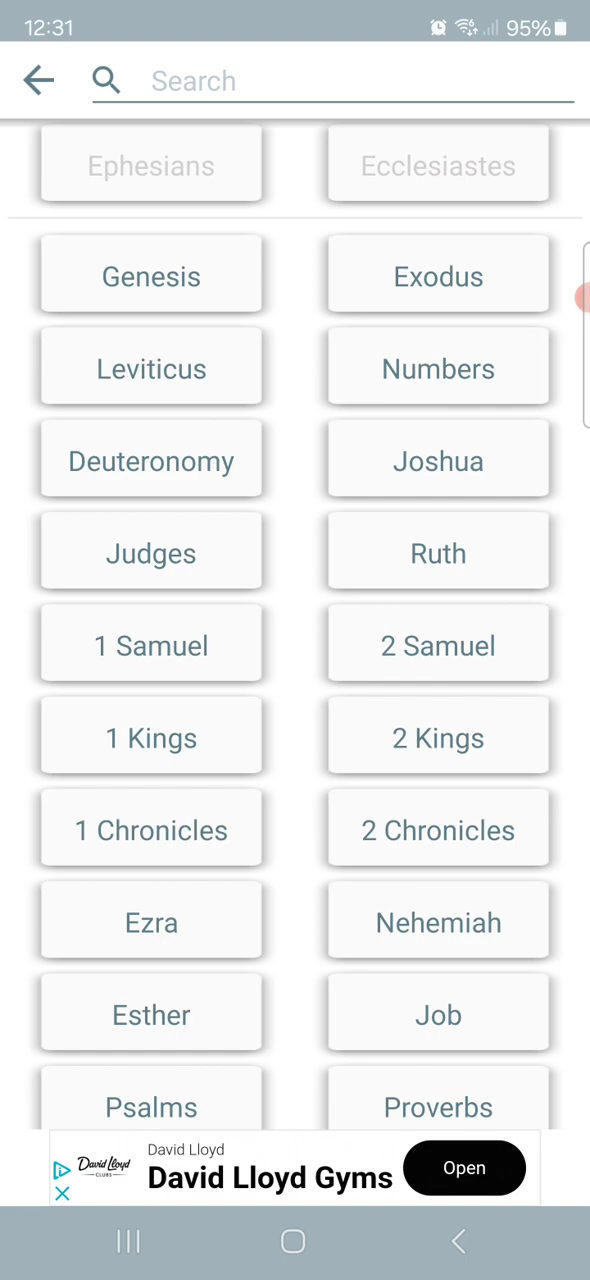 12:31 95%
Search
Ephesians Ecclesiastes
Genesis Exodus
Leviticus Numbers
Deuteronomy Joshua
Judges Ruth
1 Samuel 2 Samuel
1 Kings 2 Kings
1 Chronicles 2 Chronicles
Ezra Nehemiah
Esther Job
Psalms Proverbs
David Lloyd
David Lloyd CLUBS
David Lloyd Gyms
Open